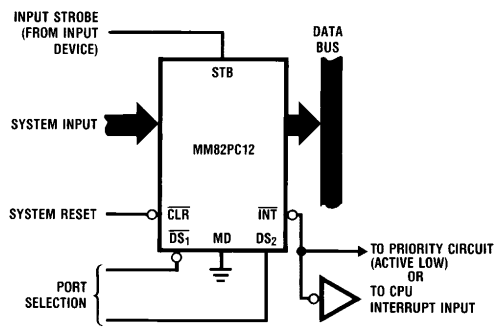 INPUT STROBE
(FROM INPUT
DEVICE)
DATA
BUS
STB
SYSTEM INPUT
MM82PC12
SYSTEM RESET
CLR
INT
DS1
MD
DS2
PORT
SELECTION
TO PRIORITY CIRCUIT
(ACTIVE LOW)
OR
TO CPU
INTERRUPT INPUT